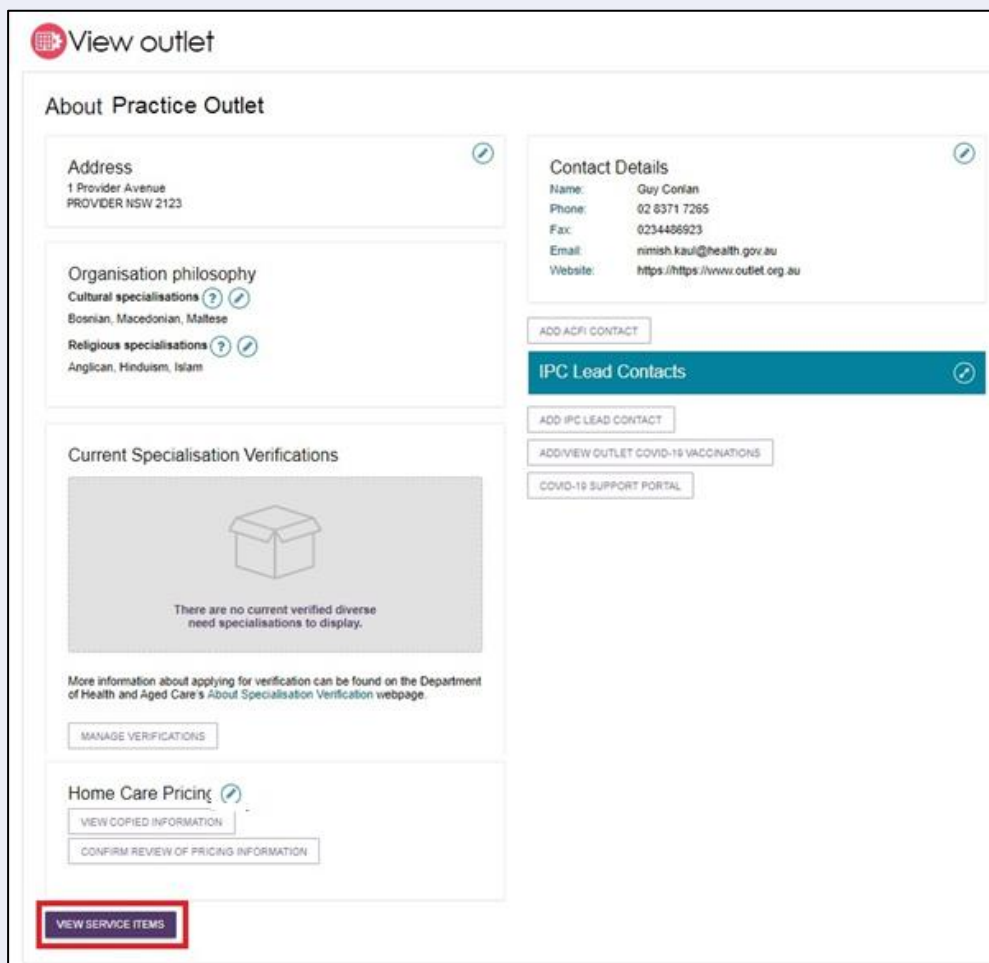 View outlet
About Practice Outlet
Address
1 Provider Avenue
PROVIDER NSW 2123
Organisation philosophy
Cultural specialisations ?
Bosnian, Macedonian, Maltese
Religious specialisations ?
Anglican, Hinduism, Islam
Current Specialisation Verifications
There are no current verified diverse
need specialisations to display.
More information about applying for verification can be found on the Department
of Health and Aged Care's About Specialisation Verification webpage.
MANAGE VERIFICATIONS
Home Care Pricing
VIEW COPIED INFORMATION
CONFIRM REVIEW OF PRICING INFORMATION
VIEW SERVICE ITEMS
Contact Details
Name: Guy Conlan
Phone: 02 8371 7265
Fax: 0234486923
Email: nimish.kaul@health.gov.au
Website: https://https://www.outlet.org.au
ADD ACFI CONTACT
IPC Lead Contacts
ADD IPC LEAD CONTACT
ADD/VIEW OUTLET COVID-19 VACCINATIONS
COVID-19 SUPPORT PORTAL